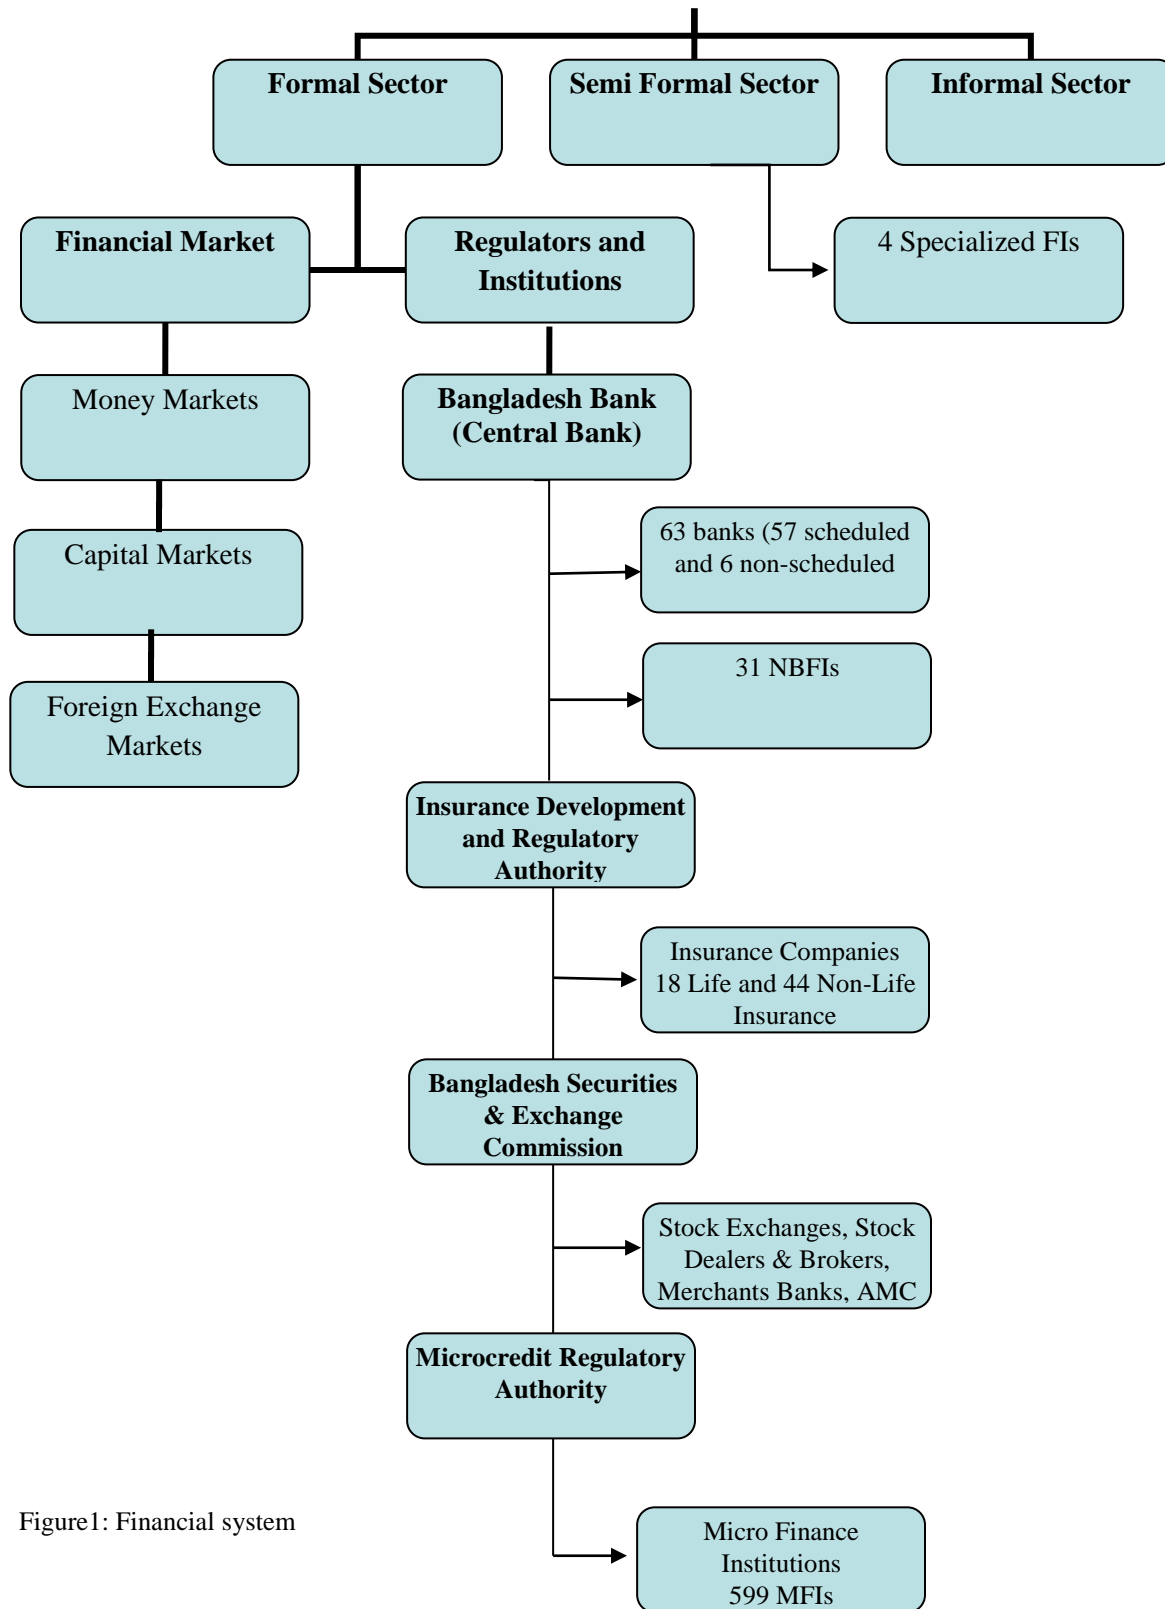 Formal Sector
Semi Formal Sector
Informal Sector
Financial Market
Regulators and
Institutions
4 Specialized FIs
Money Markets
Bangladesh Bank
(Central Bank)
63 banks (57 scheduled
and 6 non-scheduled
Capital Markets
31 NBFIs
Foreign Exchange
Markets
Insurance Development
and Regulatory
Authority
Insurance Companies
18 Life and 44 Non-Life
Insurance
Bangladesh Securities
& Exchange
Commission
Stock Exchanges, Stock
Dealers & Brokers,
Merchants Banks, AMC
Microcredit Regulatory
Authority
Figure1: Financial system
Micro Finance
Institutions
599 MFIs